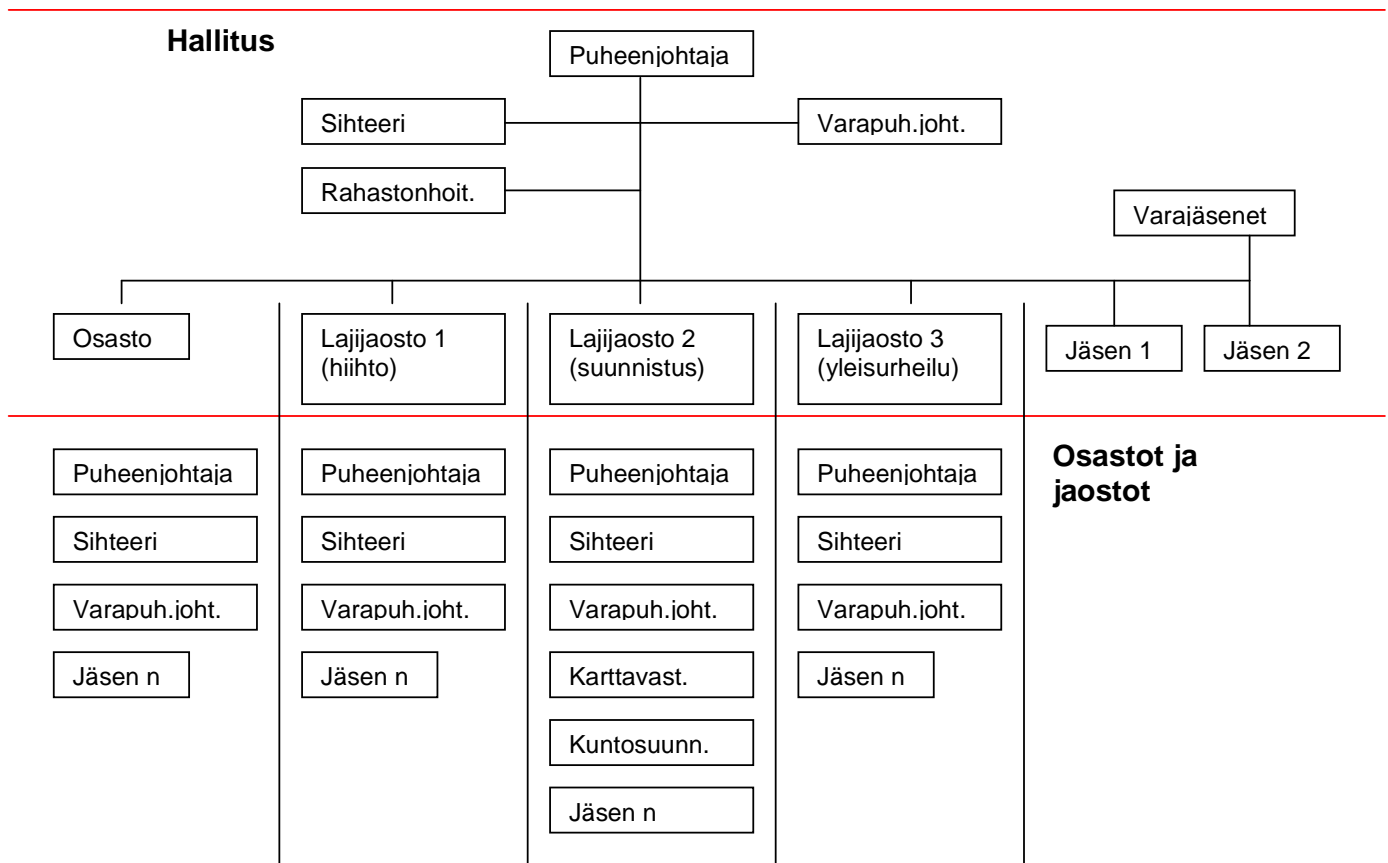 Hallitus
Puheenjohtaja
Sihteeri
Varapuh.joht.
Rahastonhoit.
Varajäsenet
Osasto
Lajijaosto 1
(hiihto)
Lajijaosto 2
(suunnistus)
Lajijaosto 3
(yleisurheilu)
Jäsen 1
Jäsen 2
Osastot ja
jaostot
Puheenjohtaja
Sihteeri
Varapuh.joht.
Jäsen n
Puheenjohtaja
Sihteeri
Varapuh.joht.
Jäsen n
Puheenjohtaja
Sihteeri
Varapuh.joht.
Karttavast.
Kuntosuunn.
Jäsen n
Puheenjohtaja
Sihteeri
Varapuh.joht.
Jäsen n